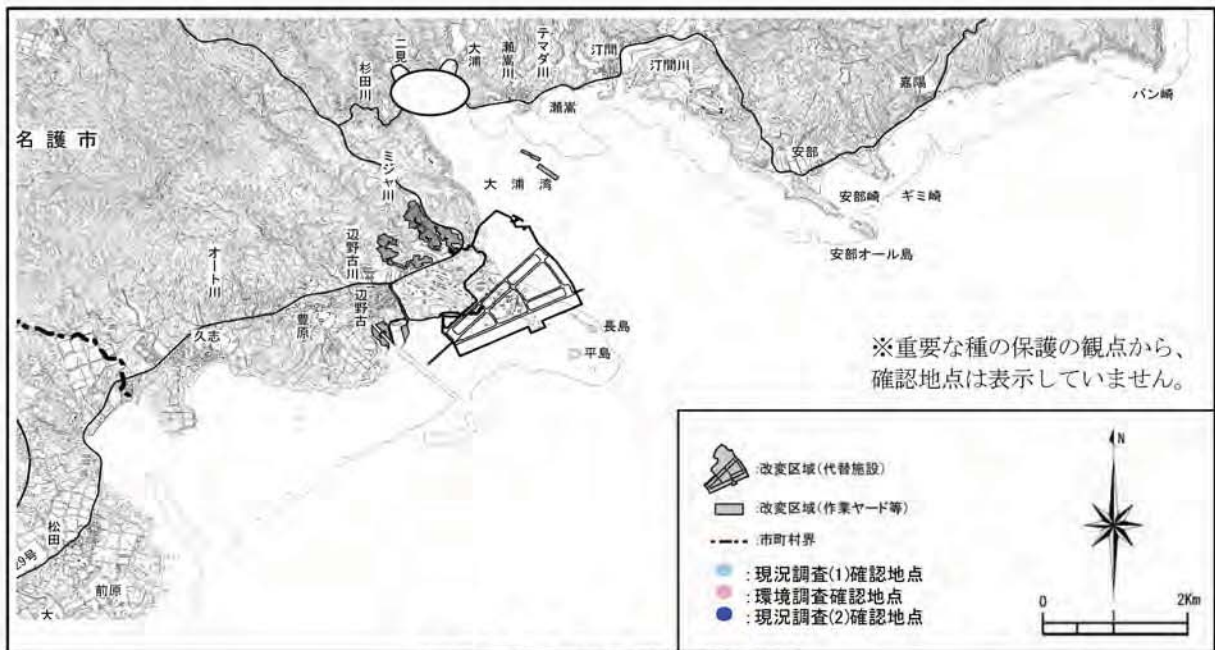 二見
大浦
瀬嵩川
テマダ川
汀間
汀間川
嘉陽
バン崎
杉田川
瀬嵩
名護市
安部
ミジャ川
大浦湾
安部崎
ギミ崎
安部オール島
オート川
辺野古川
辺野古
豊原
久志
長島
平島
※重要な種の保護の観点から、
確認地点は表示していません。
松田
29号
前原
大
:改変区域(代替施設)
:改変区域(作業ヤード等)
:市町村界
:現況調査(1)確認地点
:環境調査確認地点
:現況調査(2)確認地点
N
0 2Km